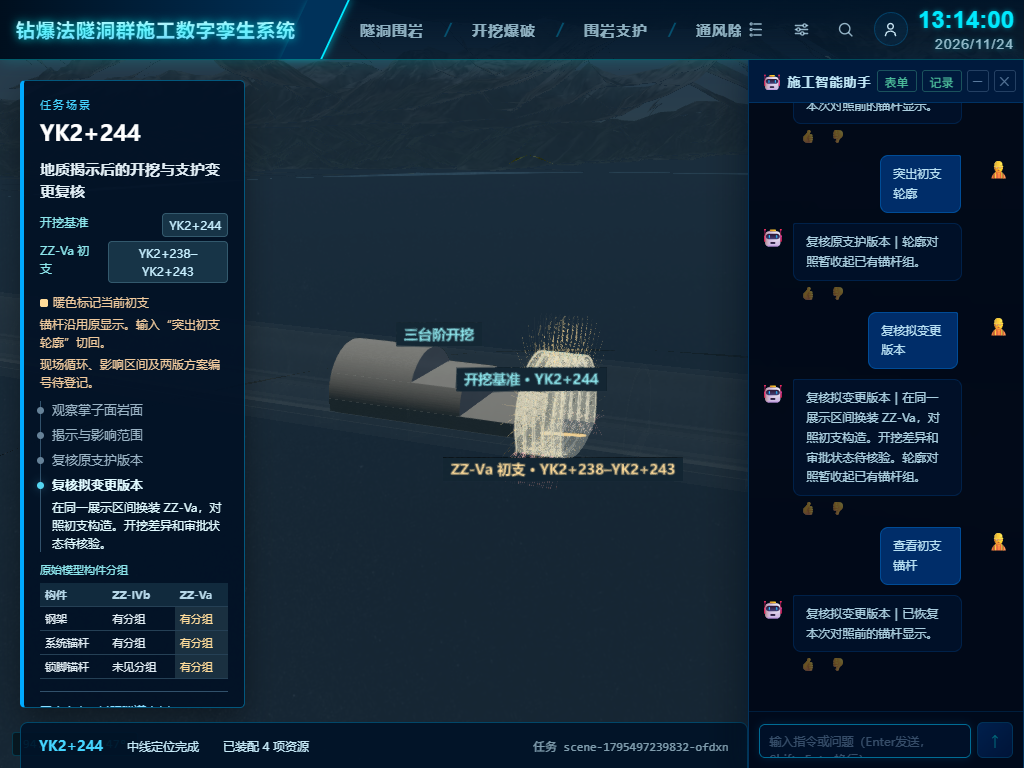 钻爆法隧洞群施工数字孪生系统
隧洞围岩 / 开挖爆破 / 围岩支护 / 通风除
13:14:00
2026/11/24
任务场景
YK2+244
地质揭示后的开挖与支护变
更复核
开挖基准 YK2+244
ZZ-Va 初
支
YK2+238–
YK2+243
暖色标记当前初支
锚杆沿用原显示。输入“突出初支
轮廓”切回。
现场循环、影响区间及两版方案编
号待登记。
观察掌子面岩面
揭示与影响范围
复核原支护版本
复核拟变更版本
在同一展示区间换装 ZZ-Va，对
照初支构造。开挖差异和审批状
态待核验。
原始模型构件分组
构件 ZZ-IVb ZZ-Va
钢架 有分组 有分组
系统锚杆 有分组 有分组
锁脚锚杆 未见分组 有分组
三台阶开挖
开挖基准 • YK2+244
ZZ-Va 初支 • YK2+238–YK2+243
YK2+244 中线定位完成 已装配 4 项资源
任务 scene-1795497239832-ofdxn
施工智能助手 表单 记录
本次对照前的锚杆显示。
突出初支
轮廓
复核原支护版本 | 轮廓对
照暂收起已有锚杆组。
复核拟变更
版本
复核拟变更版本 | 在同一
展示区间换装 ZZ-Va，对
照初支构造。开挖差异和
审批状态待核验。轮廓对
照暂收起已有锚杆组。
查看初支
锚杆
复核拟变更版本 | 已恢复
本次对照前的锚杆显示。
输入指令或问题（Enter发送，